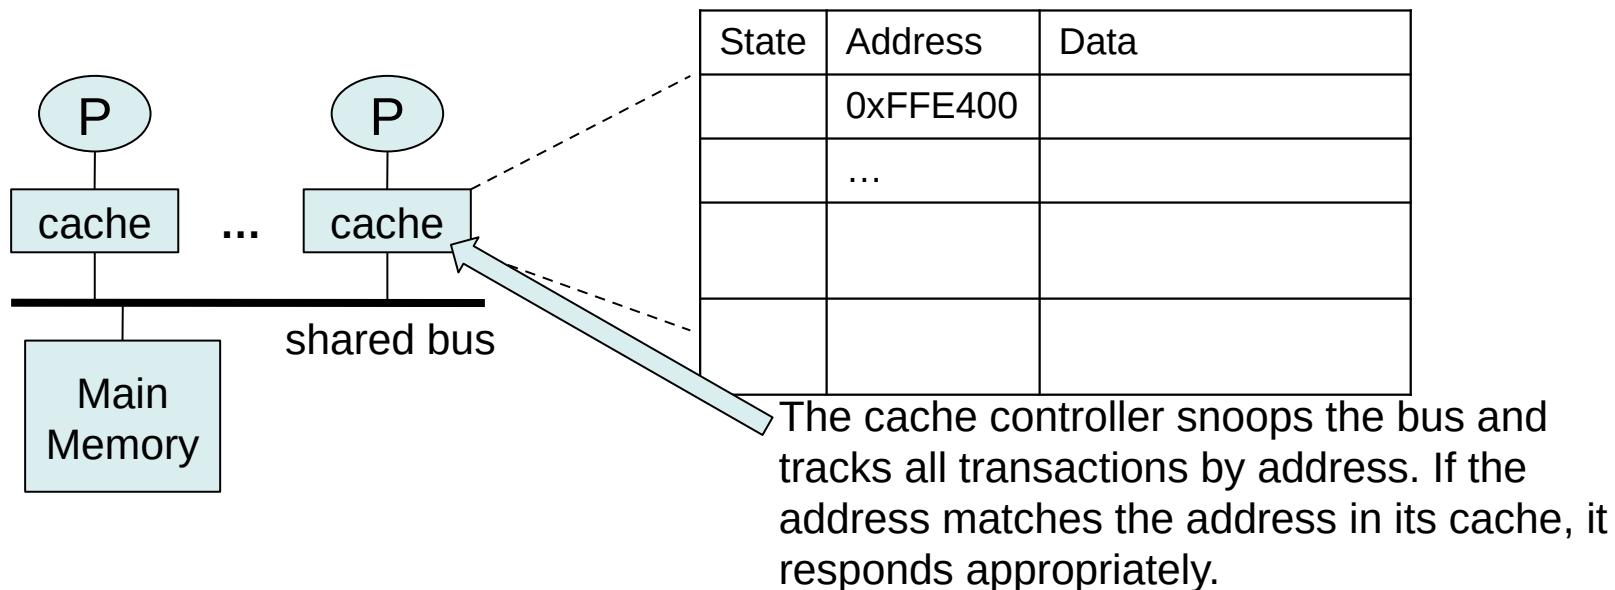 State Address Data
0xFFE400
…
P P
cache ... cache
shared bus
Main
Memory
The cache controller snoops the bus and
tracks all transactions by address. If the
address matches the address in its cache, it
responds appropriately.